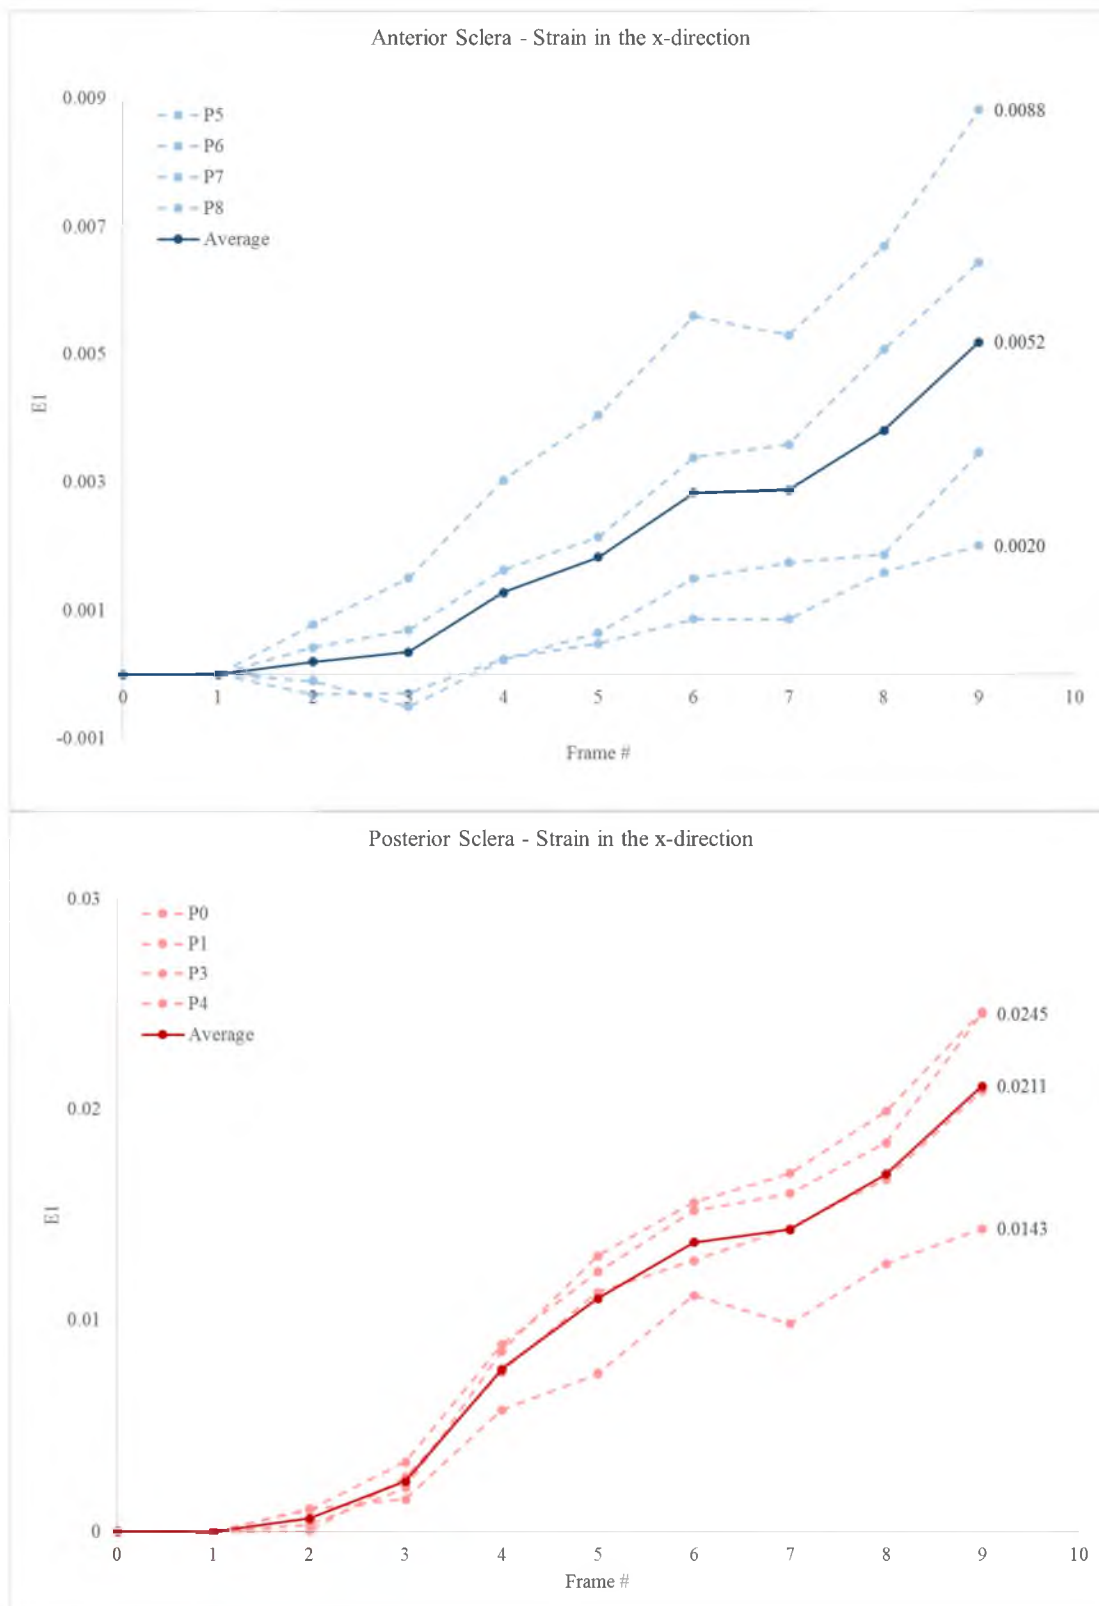 Anterior Sclera - Strain in the x-direction
0.009
0.007
0.005
0.003
0.001
-0.001
E1
P5
P6
P7
P8
Average
0.0088
0.0052
0.0020
0 1 2 3 4 5 6 7 8 9 10
Frame #
Posterior Sclera - Strain in the x-direction
0.03
0.02
0.01
0
E1
P0
P1
P3
P4
Average
0.0245
0.0211
0.0143
0 1 2 3 4 5 6 7 8 9 10
Frame #